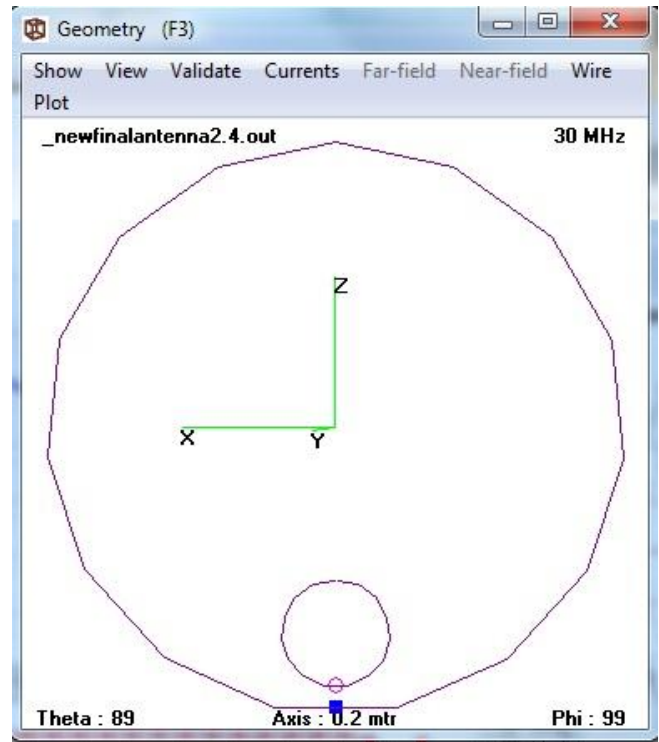 Geometry (F3)
Show View Validate Currents Far-field Near-field Wire
Plot
_newfinalantenna2.4.out 30 MHz
Z
X Y
Theta : 89 Axis : 0.2 mtr Phi : 99